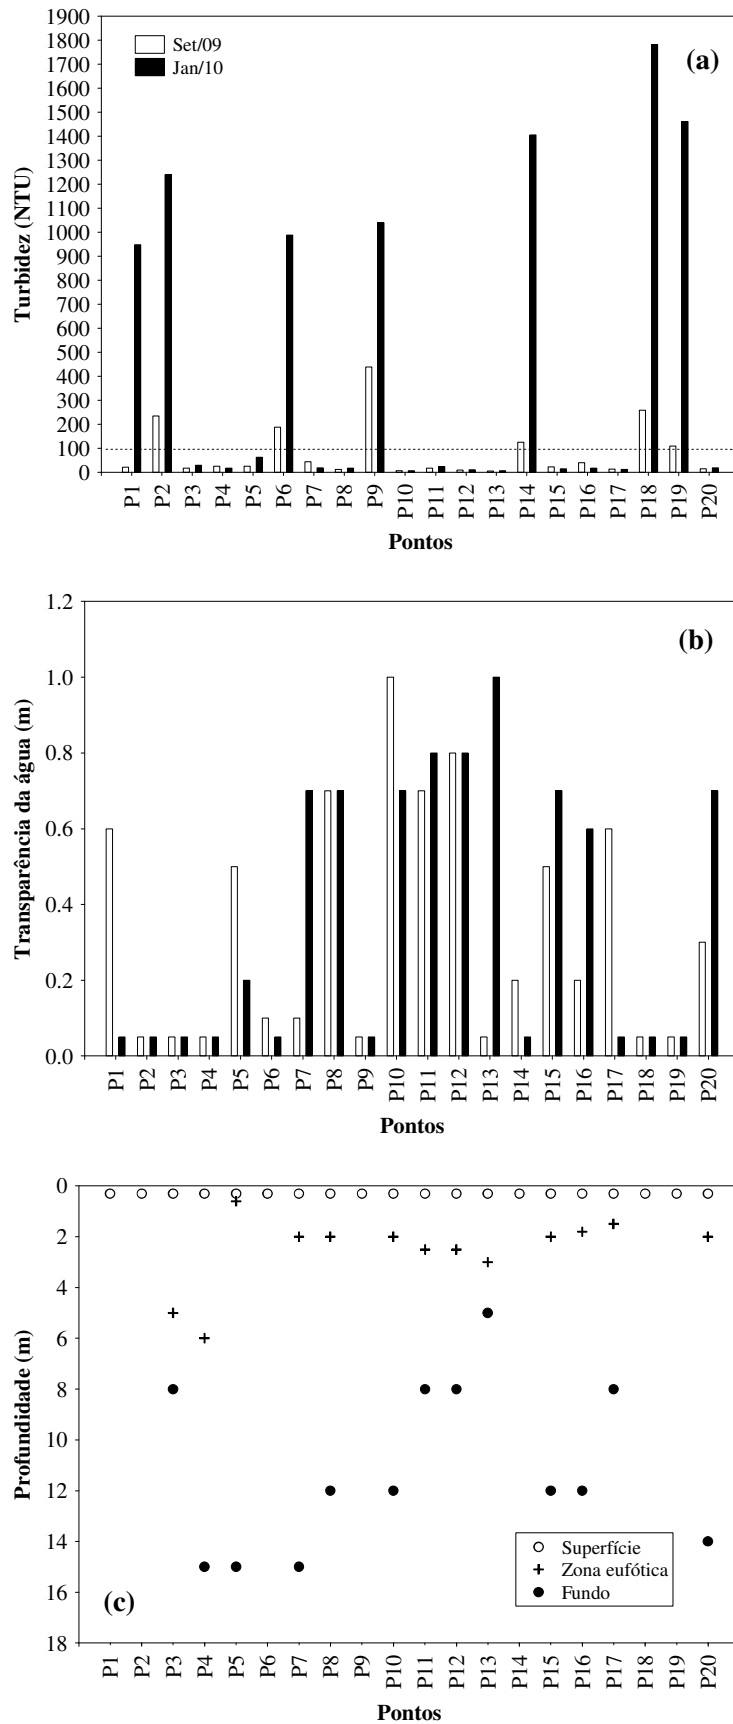 1900
1800
1700
1600
1500
1400
1300
1200
1100
1000
900
800
700
600
500
400
300
200
100
0
Turbidez (NTU)
Set/09
Jan/10
(a)
P1 P2 P3 P4 P5 P6 P7 P8 P9 P10 P11 P12 P13 P14 P15 P16 P17 P18 P19 P20
Pontos
1.2
1.0
0.8
0.6
0.4
0.2
0.0
Transparência da água (m)
(b)
P1 P2 P3 P4 P5 P6 P7 P8 P9 P10 P11 P12 P13 P14 P15 P16 P17 P18 P19 P20
Pontos
0
2
4
6
8
10
12
14
16
18
Profundidade (m)
Superfície
Zona eufótica
Fundo
(c)
P1 P2 P3 P4 P5 P6 P7 P8 P9 P10 P11 P12 P13 P14 P15 P16 P17 P18 P19 P20
Pontos